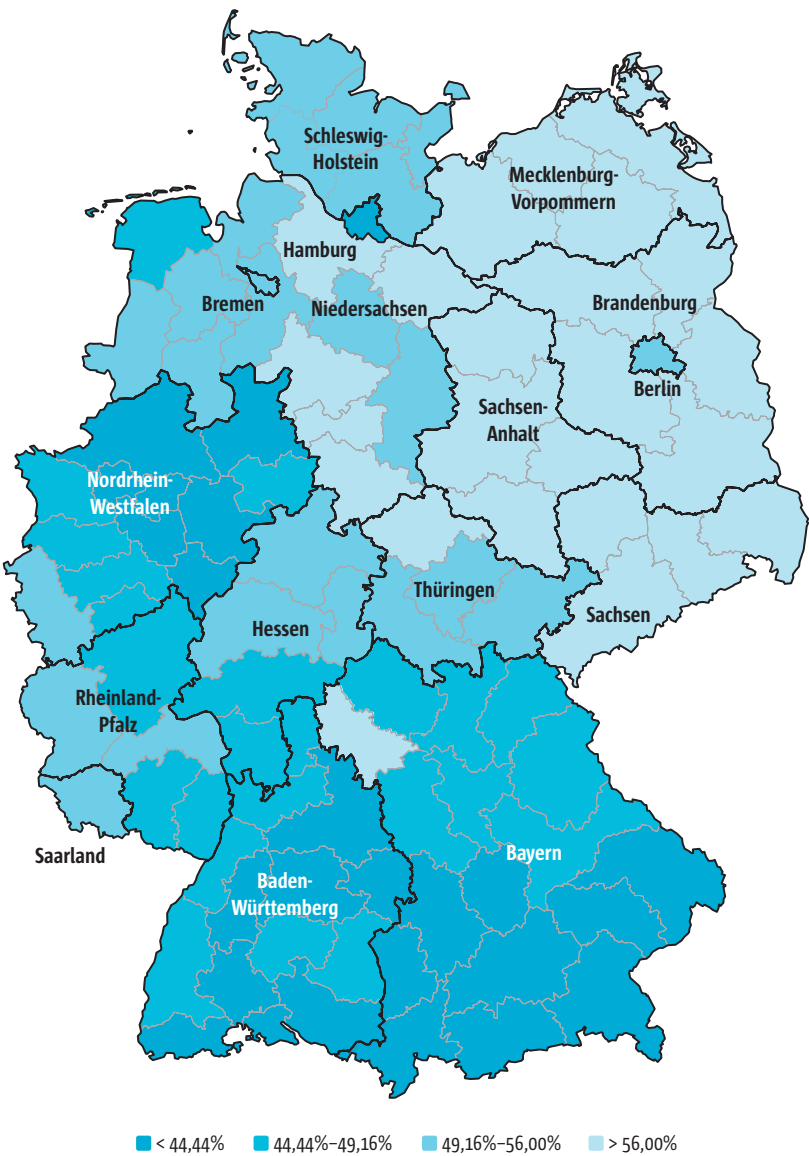 Schleswig-
Holstein
Mecklenburg-
Vorpommern
Hamburg
Bremen
Niedersachsen
Brandenburg
Berlin
Sachsen-
Anhalt
Nordrhein-
Westfalen
Thüringen
Sachsen
Hessen
Rheinland-
Pfalz
Saarland
Bayern
Baden-
Württemberg
< 44,44% 44,44%–49,16% 49,16%–56,00% > 56,00%